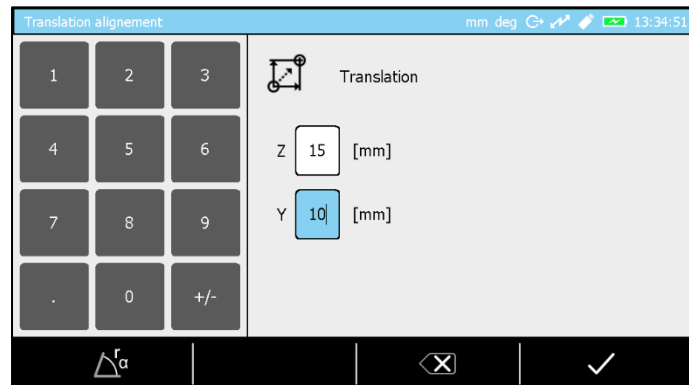 Translation alignement mm deg 13:34:51
1 2 3
4 5 6
7 8 9
. 0 +/-
Translation
Z 15 [mm]
Y 10 [mm]
r α